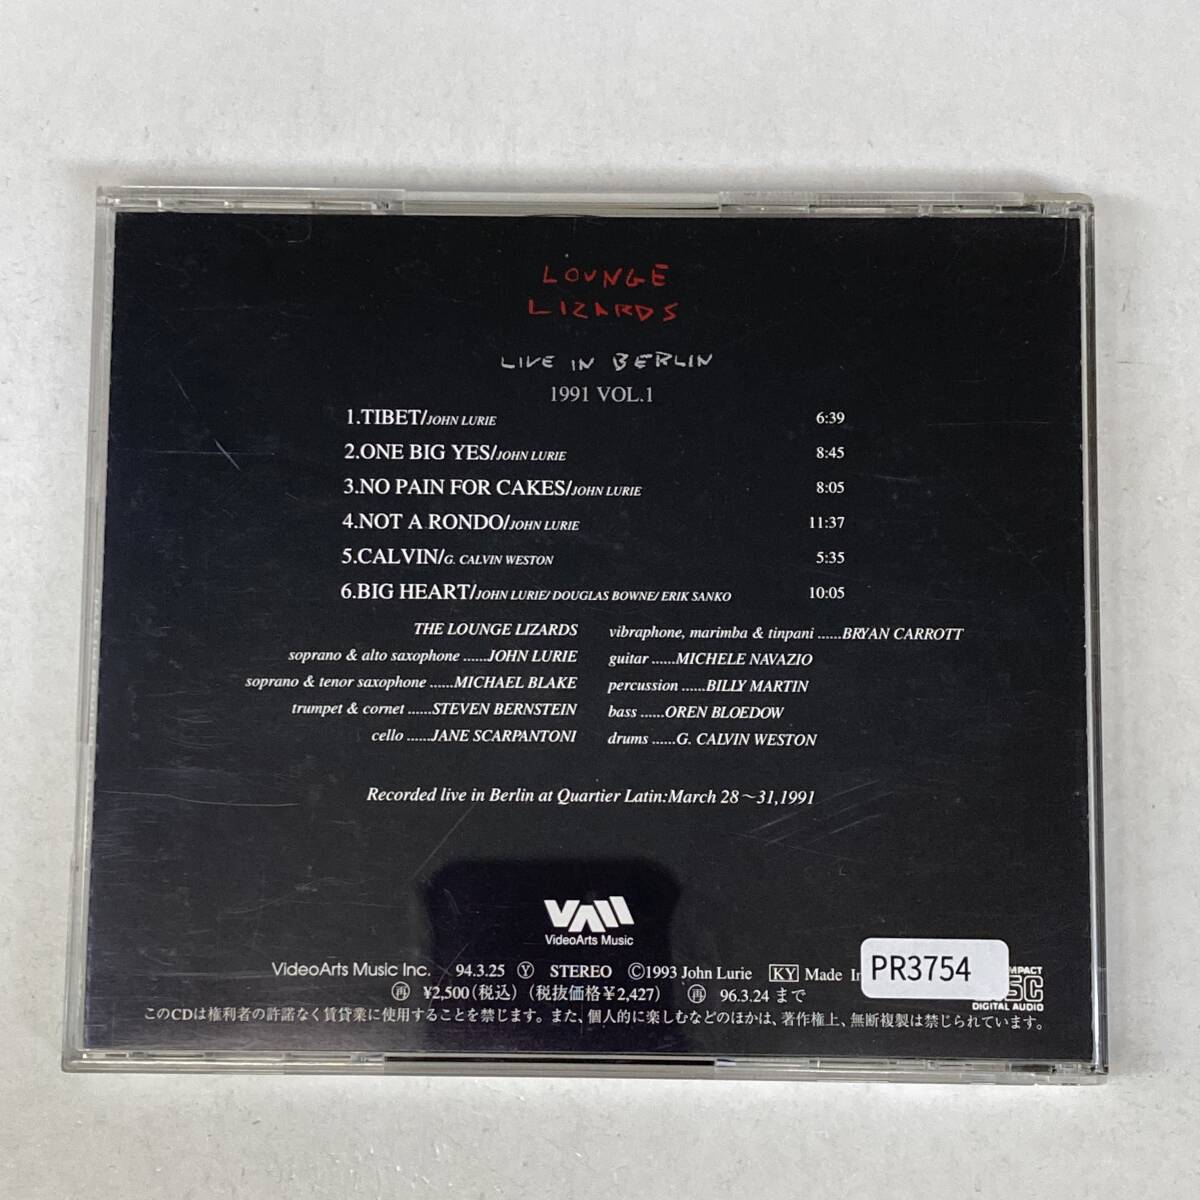 LOUNGE
LIZARDS
LIVE IN BERLIN
1991 VOL.1
1.TIBET/JOHN LURIE 6:39
2.ONE BIG YES/JOHN LURIE 8:45
3.NO PAIN FOR CAKES/JOHN LURIE 8:05
4.NOT A RONDO/JOHN LURIE 11:37
5.CALVIN/G. CALVIN WESTON 5:35
6.BIG HEART/JOHN LURIE/ DOUGLAS BOWNE/ ERIK SANKO 10:05
THE LOUNGE LIZARDS
soprano & alto saxophone ......JOHN LURIE
soprano & tenor saxophone ......MICHAEL BLAKE
trumpet & cornet ......STEVEN BERNSTEIN
cello ......JANE SCARPANTONI
vibraphone, marimba & tinpani ......BRYAN CARROTT
guitar ......MICHELE NAVAZIO
percussion ......BILLY MARTIN
bass ......OREN BLOEDOW
drums ......G. CALVIN WESTON
Recorded live in Berlin at Quartier Latin:March 28〜31,1991
VideoArts Music
VideoArts Music Inc. 94.3.25 Ⓨ STEREO ©1993 John Lurie KY Made In
㊢ ¥2,500(税込) (税抜価格¥2,427) ㊢ 96.3.24 まで
PR3754
DIGITAL AUDIO
このCDは権利者の許諾なく賃貸業に使用することを禁じます。また、個人的に楽しむなどのほかは、著作権上、無断複製は禁じられています。